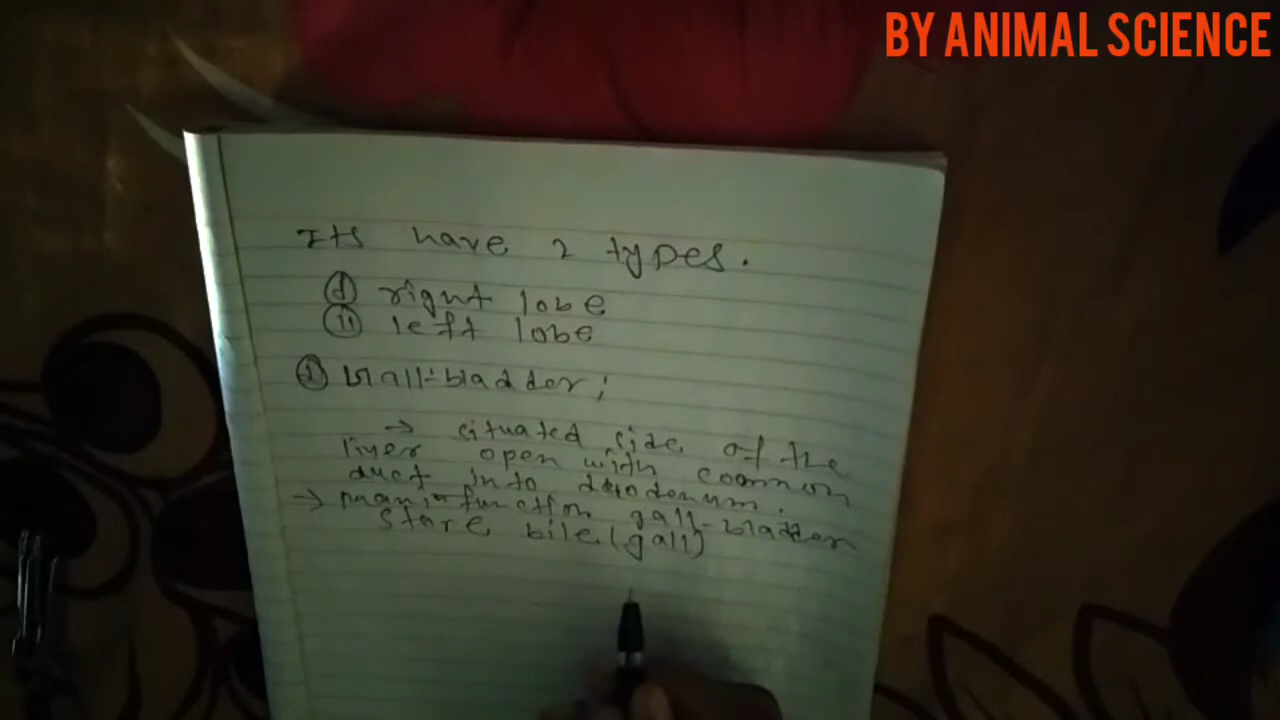 BY ANIMAL SCIENCE
Its have 2 types.
(i) right lobe
(ii) left lobe
(2) Gall-bladder;
→ situated side of the
liver open with common
duct into duodenum.
→ main function gall-bladder
store bile (gall)